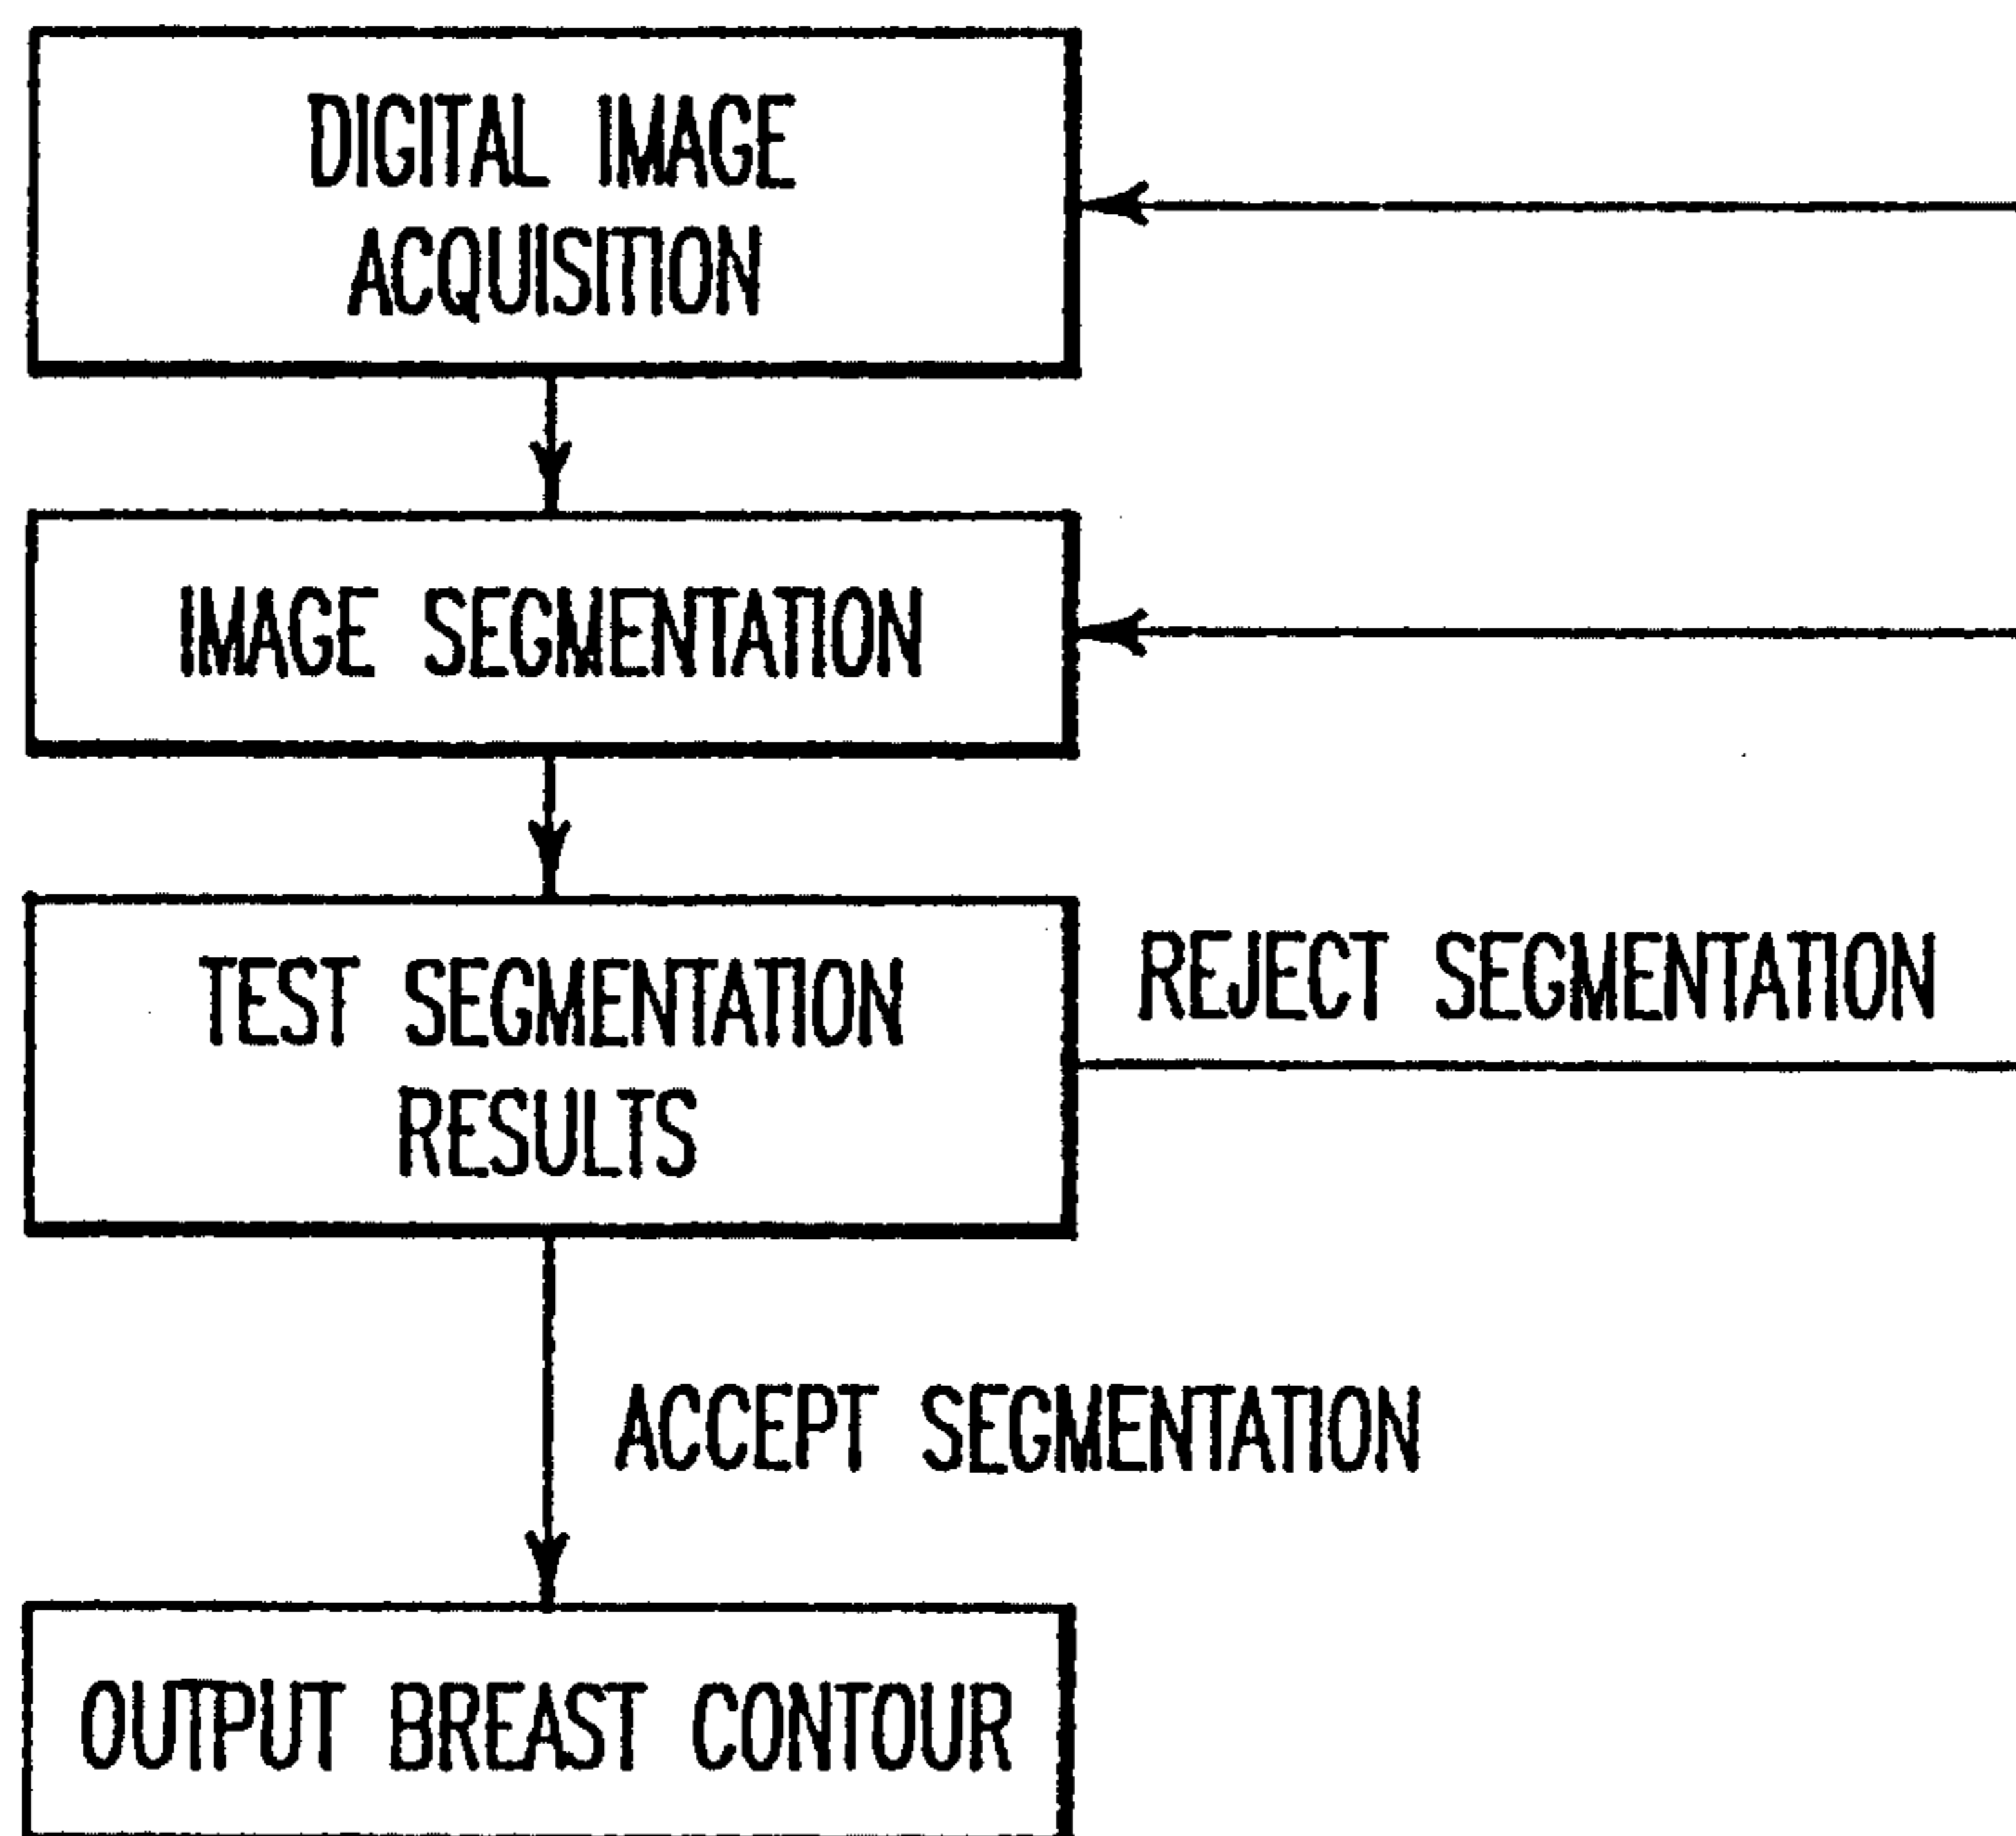 DIGITAL IMAGE
ACQUISITION
IMAGE SEGMENTATION
TEST SEGMENTATION
RESULTS
REJECT SEGMENTATION
ACCEPT SEGMENTATION
OUTPUT BREAST CONTOUR